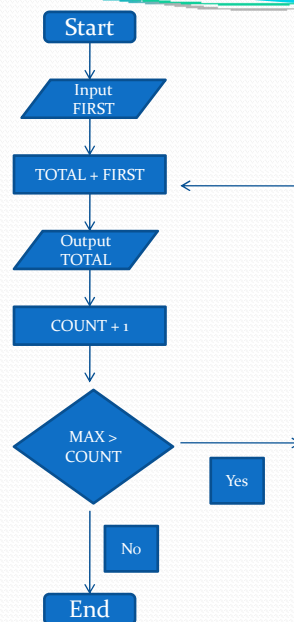 Start
Input
FIRST
TOTAL + FIRST
Output
TOTAL
COUNT + 1
MAX >
COUNT
Yes
No
End